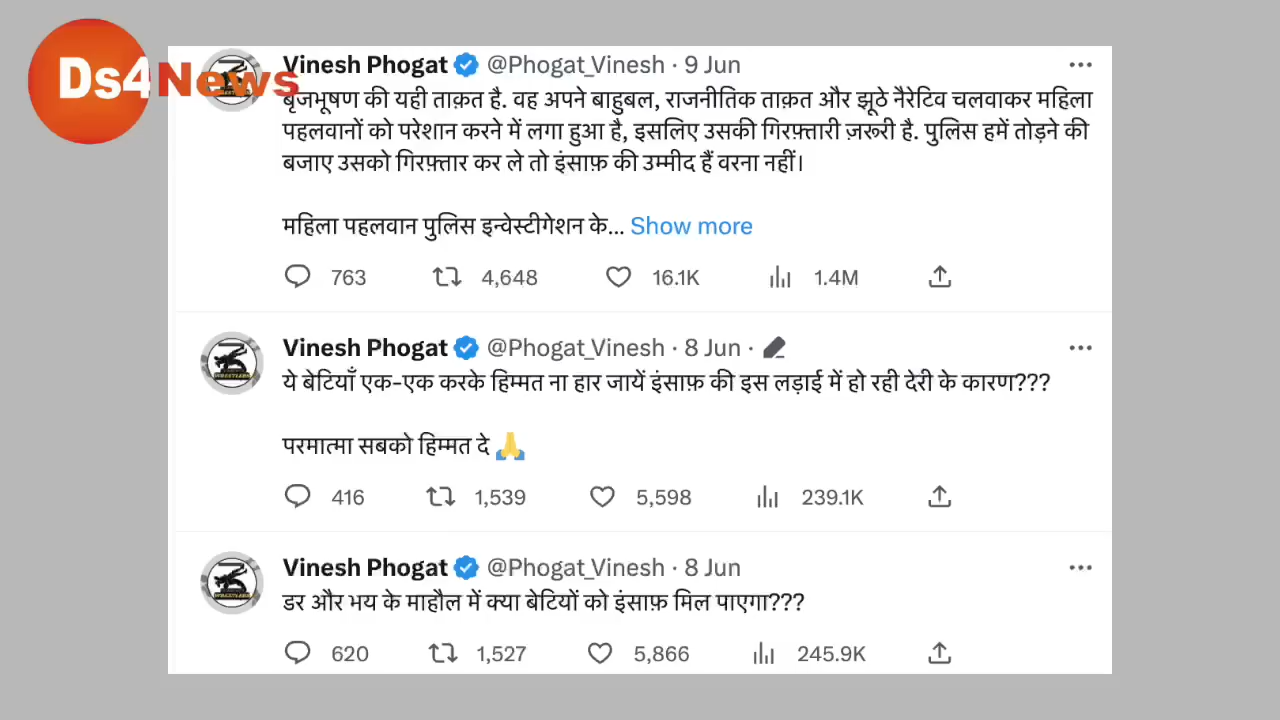 Ds4News
Vinesh Phogat @Phogat_Vinesh · 9 Jun
बृजभूषण की यही ताक़त है. वह अपने बाहुबल, राजनीतिक ताक़त और झूठे नैरेटिव चलवाकर महिला
पहलवानों को परेशान करने में लगा हुआ है, इसलिए उसकी गिरफ़्तारी ज़रूरी है. पुलिस हमें तोड़ने की
बजाए उसको गिरफ़्तार कर ले तो इंसाफ़ की उम्मीद हैं वरना नहीं।
महिला पहलवान पुलिस इन्वेस्टीगेशन के... Show more
763 4,648 16.1K 1.4M
Vinesh Phogat @Phogat_Vinesh · 8 Jun ·
ये बेटियाँ एक-एक करके हिम्मत ना हार जायें इंसाफ़ की इस लड़ाई में हो रही देरी के कारण???
परमात्मा सबको हिम्मत दे 🙏
416 1,539 5,598 239.1K
Vinesh Phogat @Phogat_Vinesh · 8 Jun
डर और भय के माहौल में क्या बेटियों को इंसाफ़ मिल पाएगा???
620 1,527 5,866 245.9K